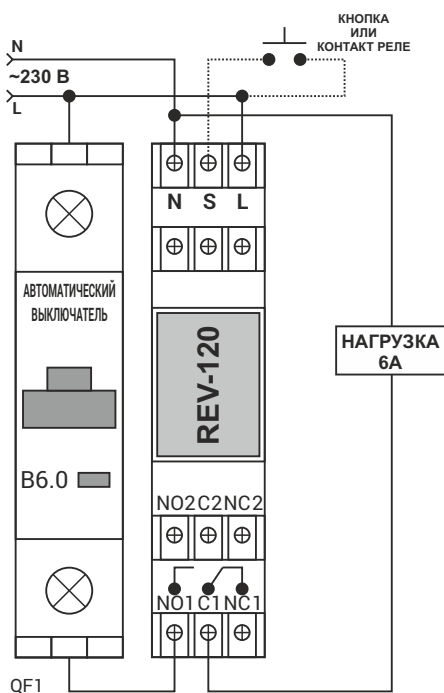 КНОПКА
ИЛИ
КОНТАКТ РЕЛЕ
N
~230 В
L
N S L
АВТОМАТИЧЕСКИЙ
ВЫКЛЮЧАТЕЛЬ
REV-120
НАГРУЗКА
6А
B6.0
NO2 C2 NC2
NO1 C1 NC1
QF1